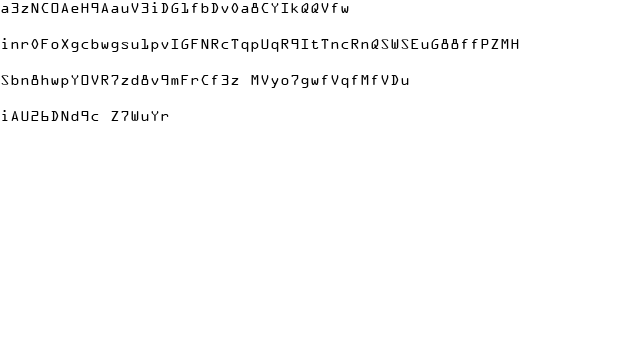 a3zNCOAeH9AauV3iDG1fbDv0a8CYIkQQVfw
inr0FoXgcbwgsu1pvIGFNRcTqpUqR9ItTncRnQSWSEuG88ffPZMH
Sbn8hwpYOVR7zd8v9mFrCf3z MVyo7gwfVqfMfVDu
iAU26DNd9c Z7WuYr